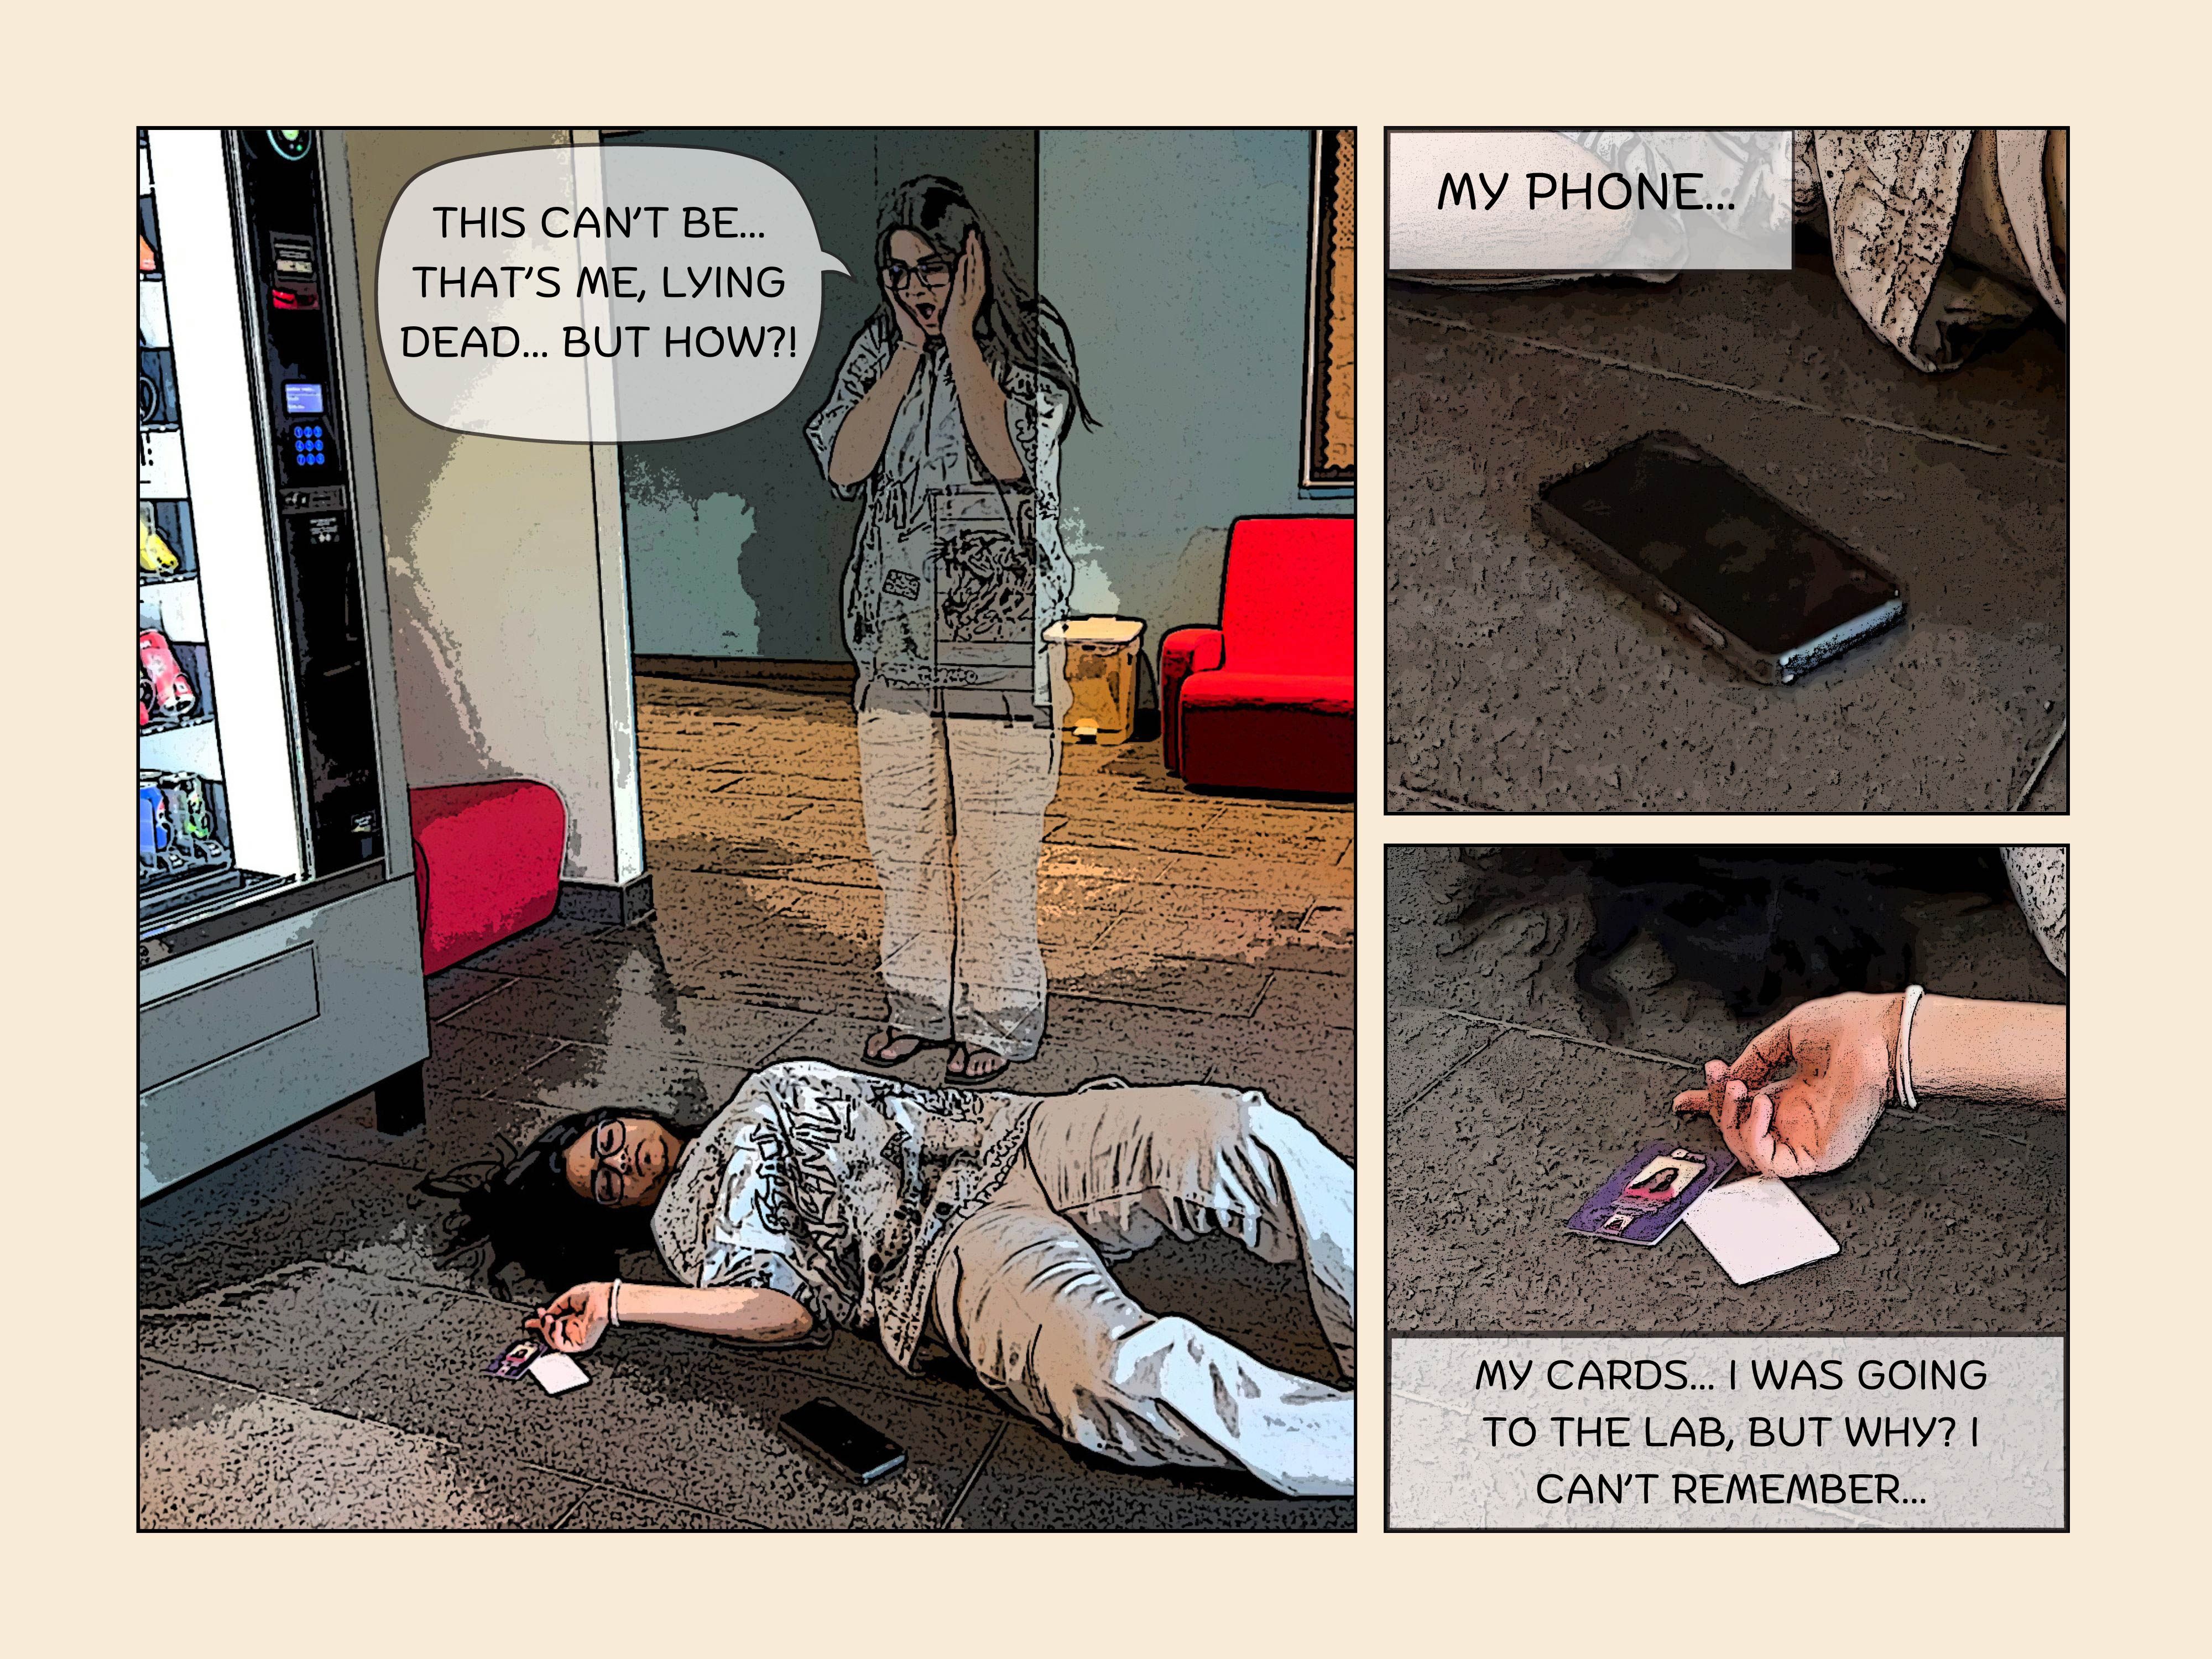 THIS CAN'T BE...
THAT'S ME, LYING
DEAD... BUT HOW?!
MY PHONE...
MY CARDS... I WAS GOING
TO THE LAB, BUT WHY? I
CAN'T REMEMBER...